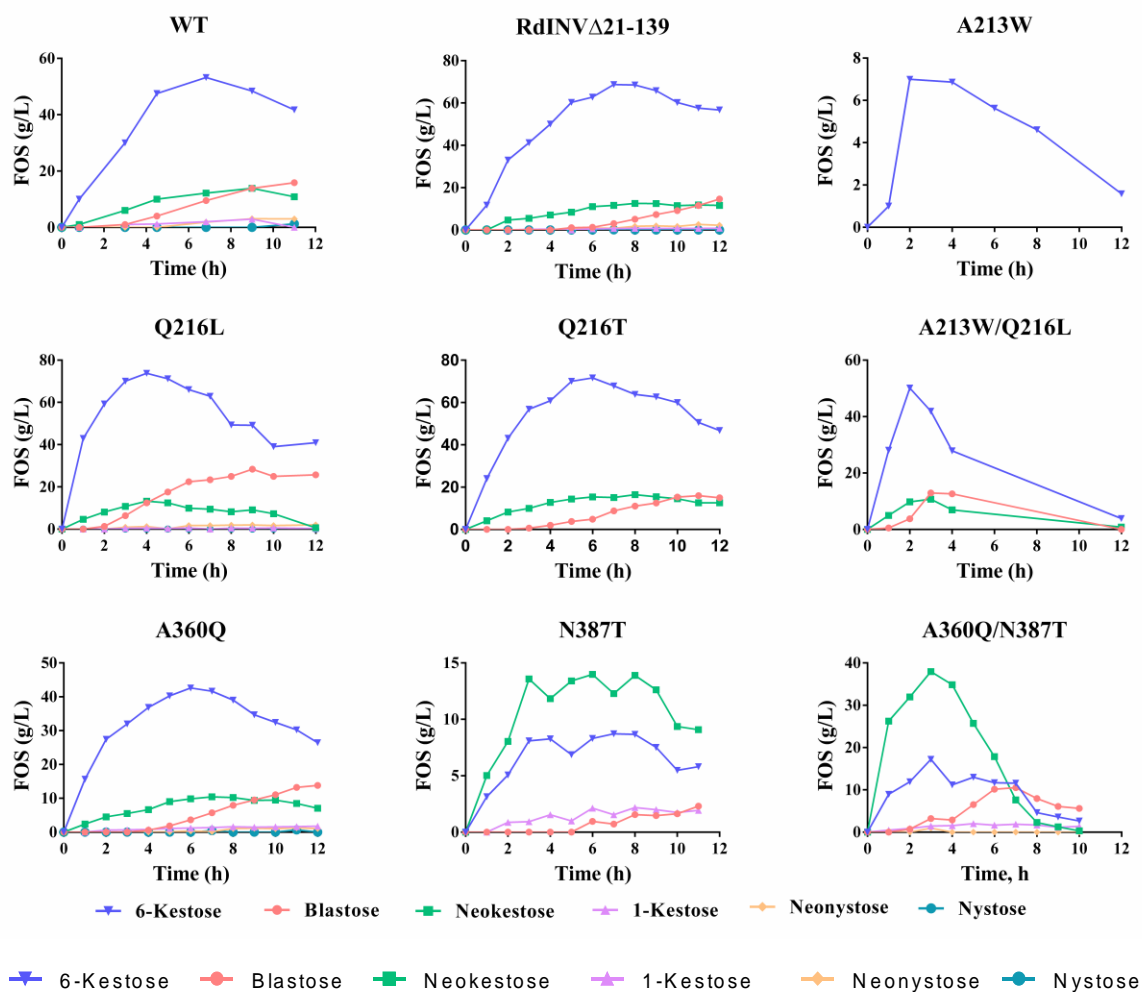 WT
RdINVΔ21-139
A213W
FOS (g/L)
60
40
20
0
0 2 4 6 8 10 12
Time (h)
FOS (g/L)
80
60
40
20
0
0 2 4 6 8 10 12
Time (h)
FOS (g/L)
8
6
4
2
0
0 2 4 6 8 10 12
Time (h)
Q216L
Q216T
A213W/Q216L
FOS (g/L)
80
60
40
20
0
0 2 4 6 8 10 12
Time (h)
FOS (g/L)
80
60
40
20
0
0 2 4 6 8 10 12
Time (h)
FOS (g/L)
60
40
20
0
0 2 4 6 8 10 12
Time (h)
A360Q
N387T
A360Q/N387T
FOS (g/L)
50
40
30
20
10
0
0 2 4 6 8 10 12
Time (h)
FOS (g/L)
15
10
5
0
0 2 4 6 8 10 12
Time (h)
FOS (g/L)
40
30
20
10
0
0 2 4 6 8 10 12
Time, h
6-Kestose Blastose Neokestose 1-Kestose Neonystose Nystose
6-Kestose Blastose Neokestose 1-Kestose Neonystose Nystose